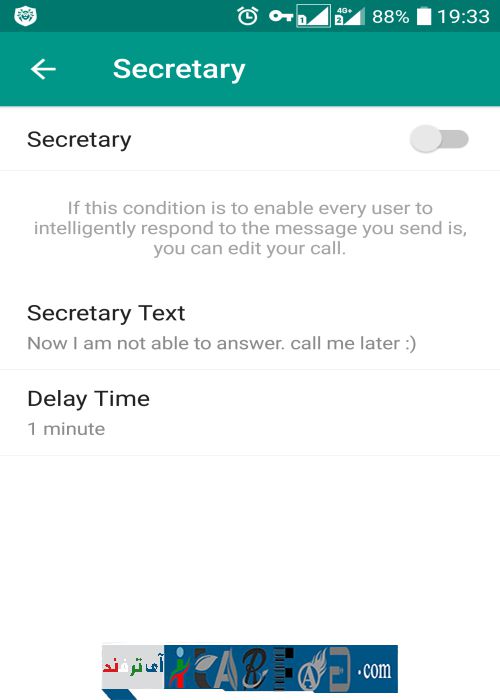 4G+
1
2
88%
19:33
Secretary
Secretary
If this condition is to enable every user to
intelligently respond to the message you send is,
you can edit your call.
Secretary Text
Now I am not able to answer. call me later :)
Delay Time
1 minute
آی ترفند
.com